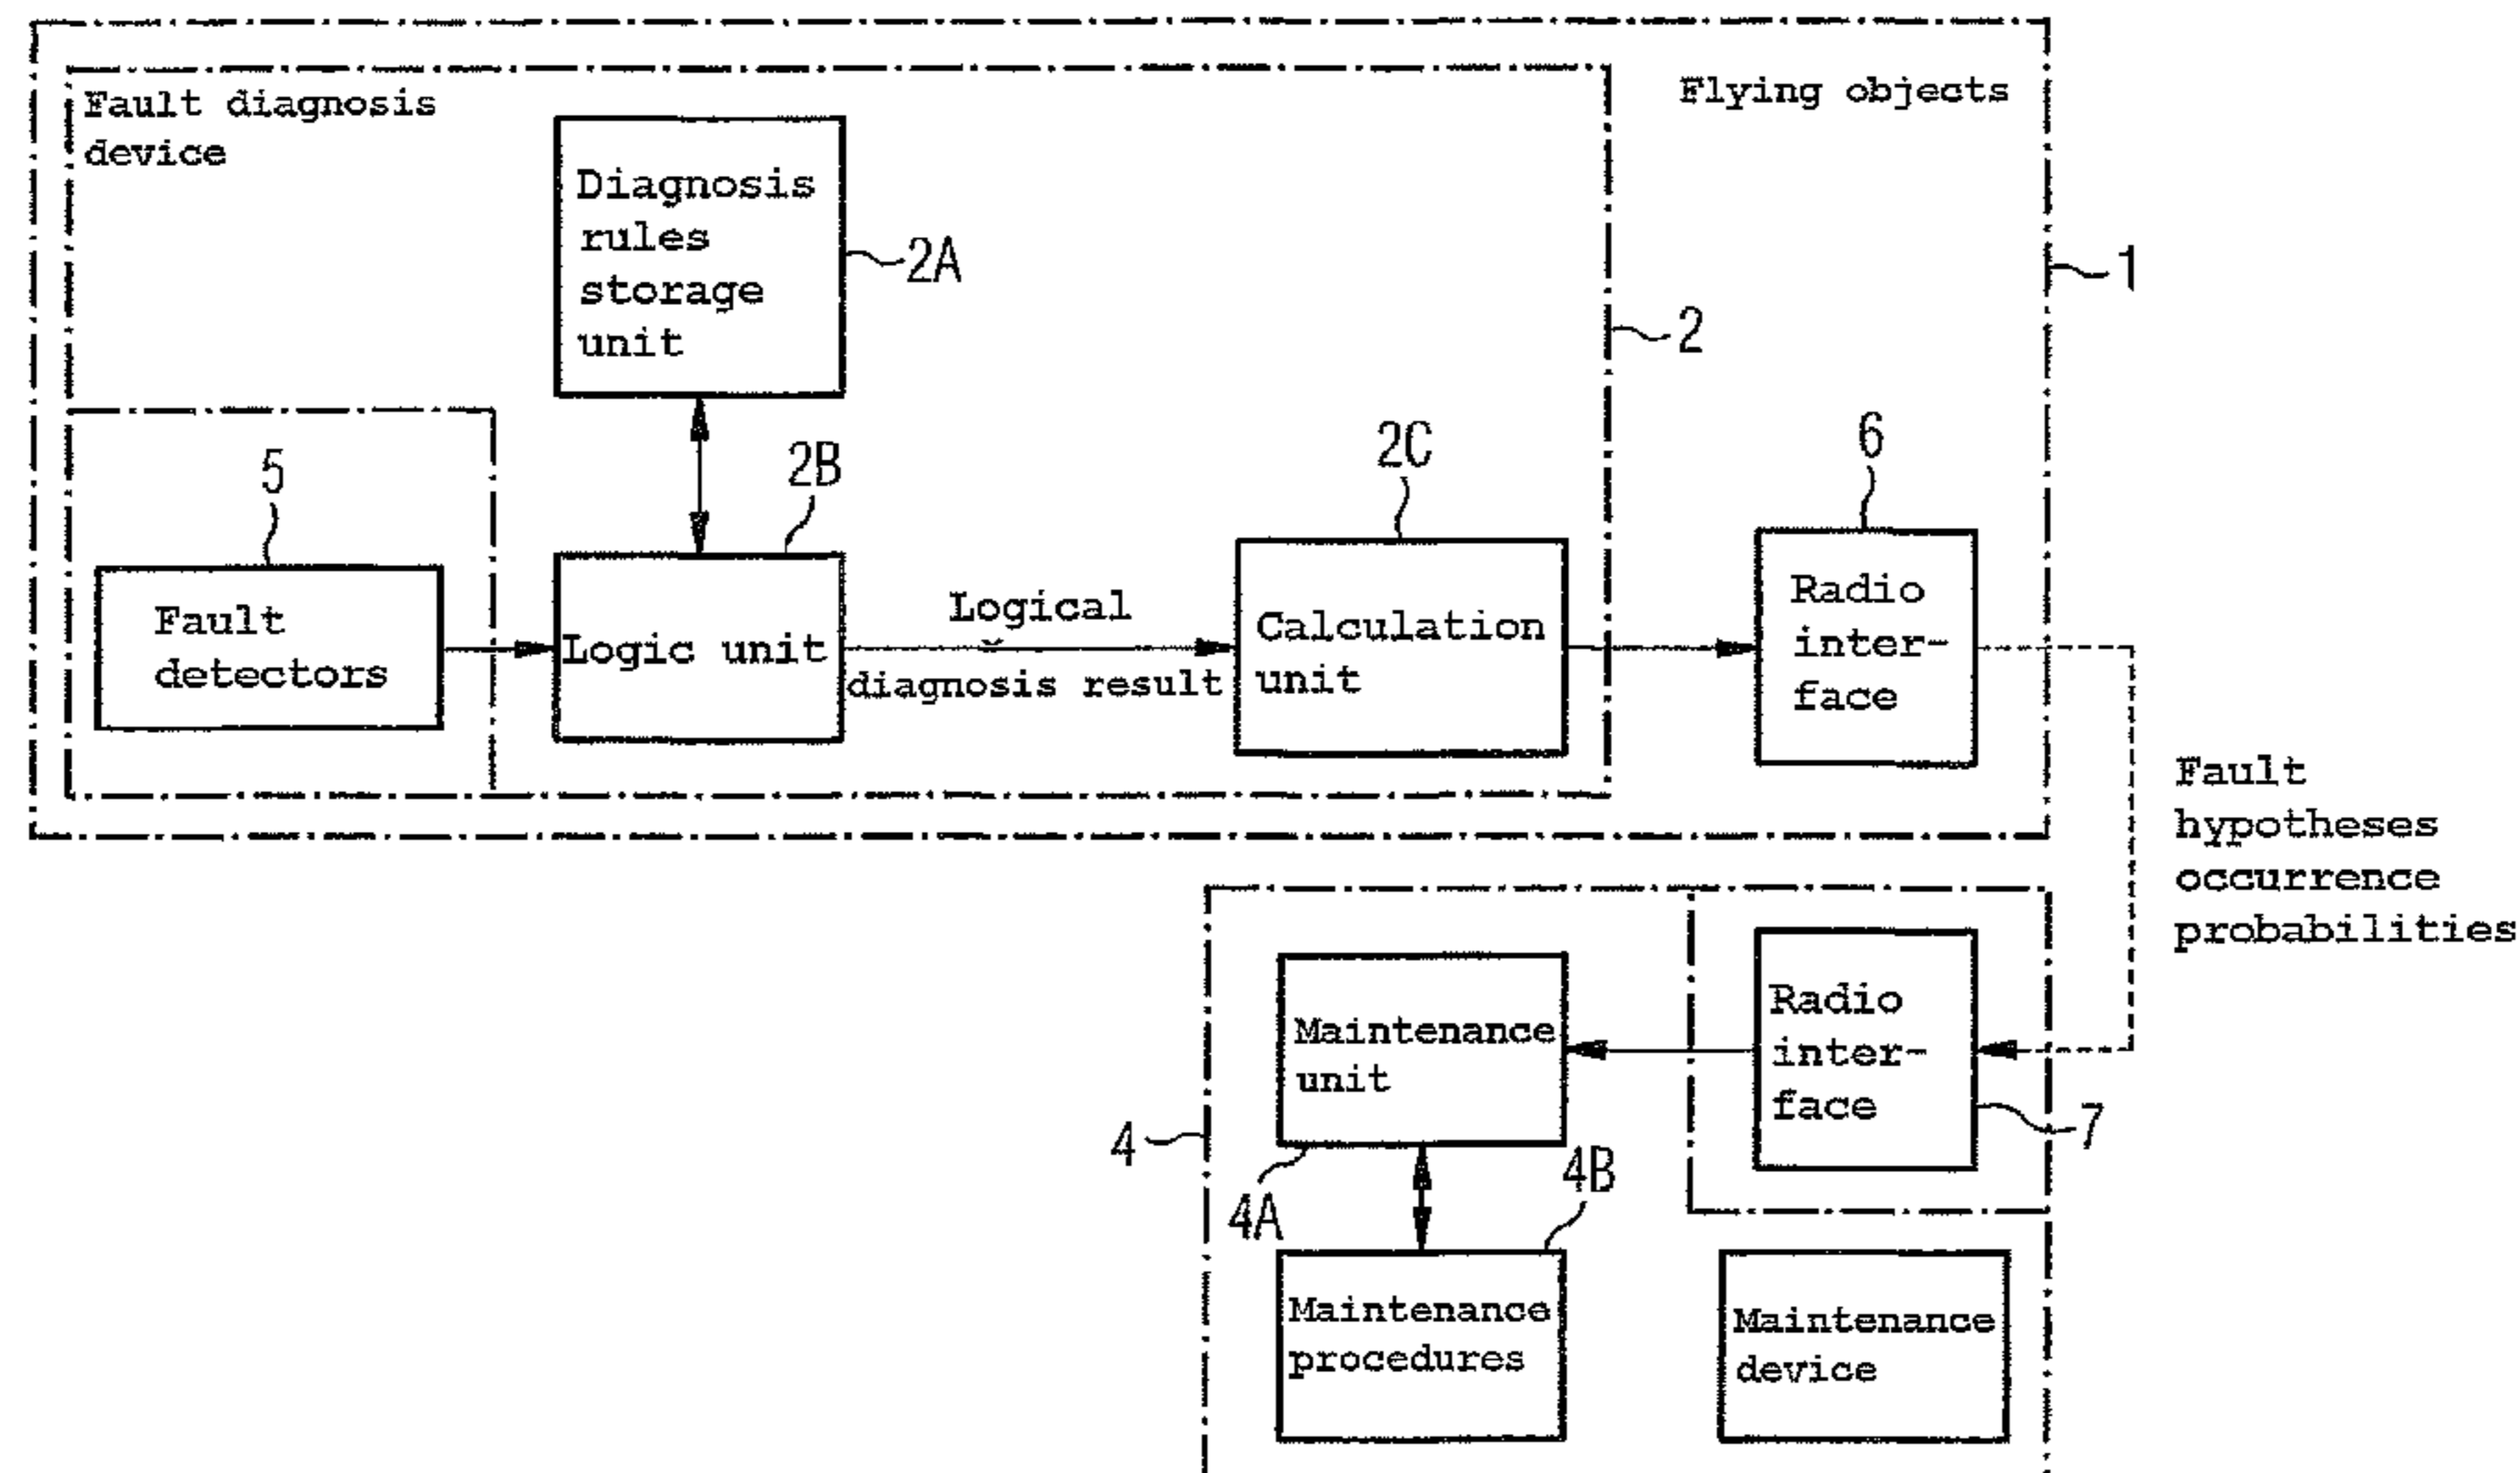 Fault diagnosis
device
Flying objects
Diagnosis
rules
storage
unit
2A
1
2
5
2B
2C
6
Fault
detectors
Logic unit
Logical
diagnosis result
Calculation
unit
Radio
inter-
face
Fault
hypotheses
occurrence
probabilities
Maintenance
unit
Radio
inter-
face
4
7
4A
4B
Maintenance
procedures
Maintenance
device